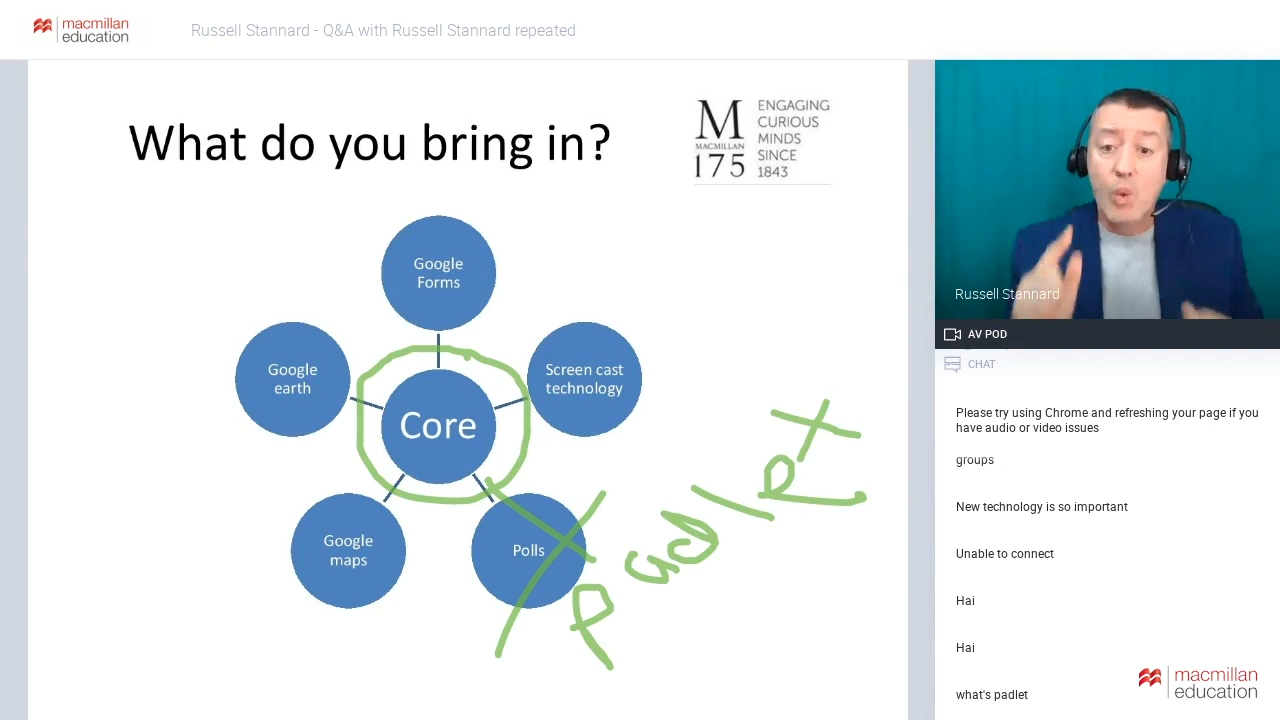 macmillan
education
Russell Stannard - Q&A with Russell Stannard repeated
What do you bring in?
M
MACMILLAN
175
ENGAGING
CURIOUS
MINDS
SINCE
1843
Google
Forms
Google
earth
Screen cast
technology
Core
Google
maps
Polls
Padlet
Russell Stannard
AV POD
CHAT
Please try using Chrome and refreshing your page if you
have audio or video issues
groups
New technology is so important
Unable to connect
Hai
Hai
what's padlet
macmillan
education